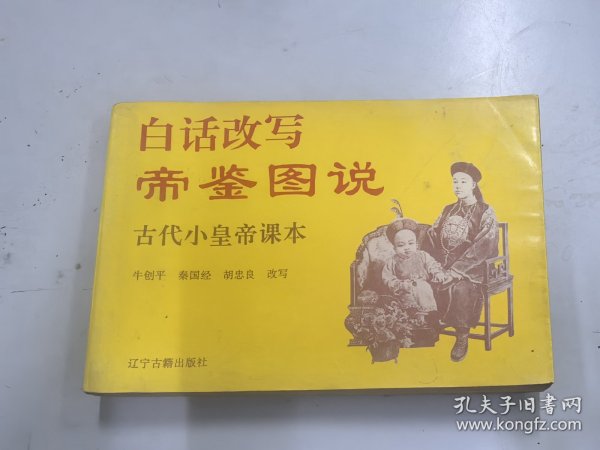 白话改写
帝鉴图说
古代小皇帝课本
牛创平 秦国经 胡忠良 改写
辽宁古籍出版社
孔夫子旧书网
www.kongfz.com